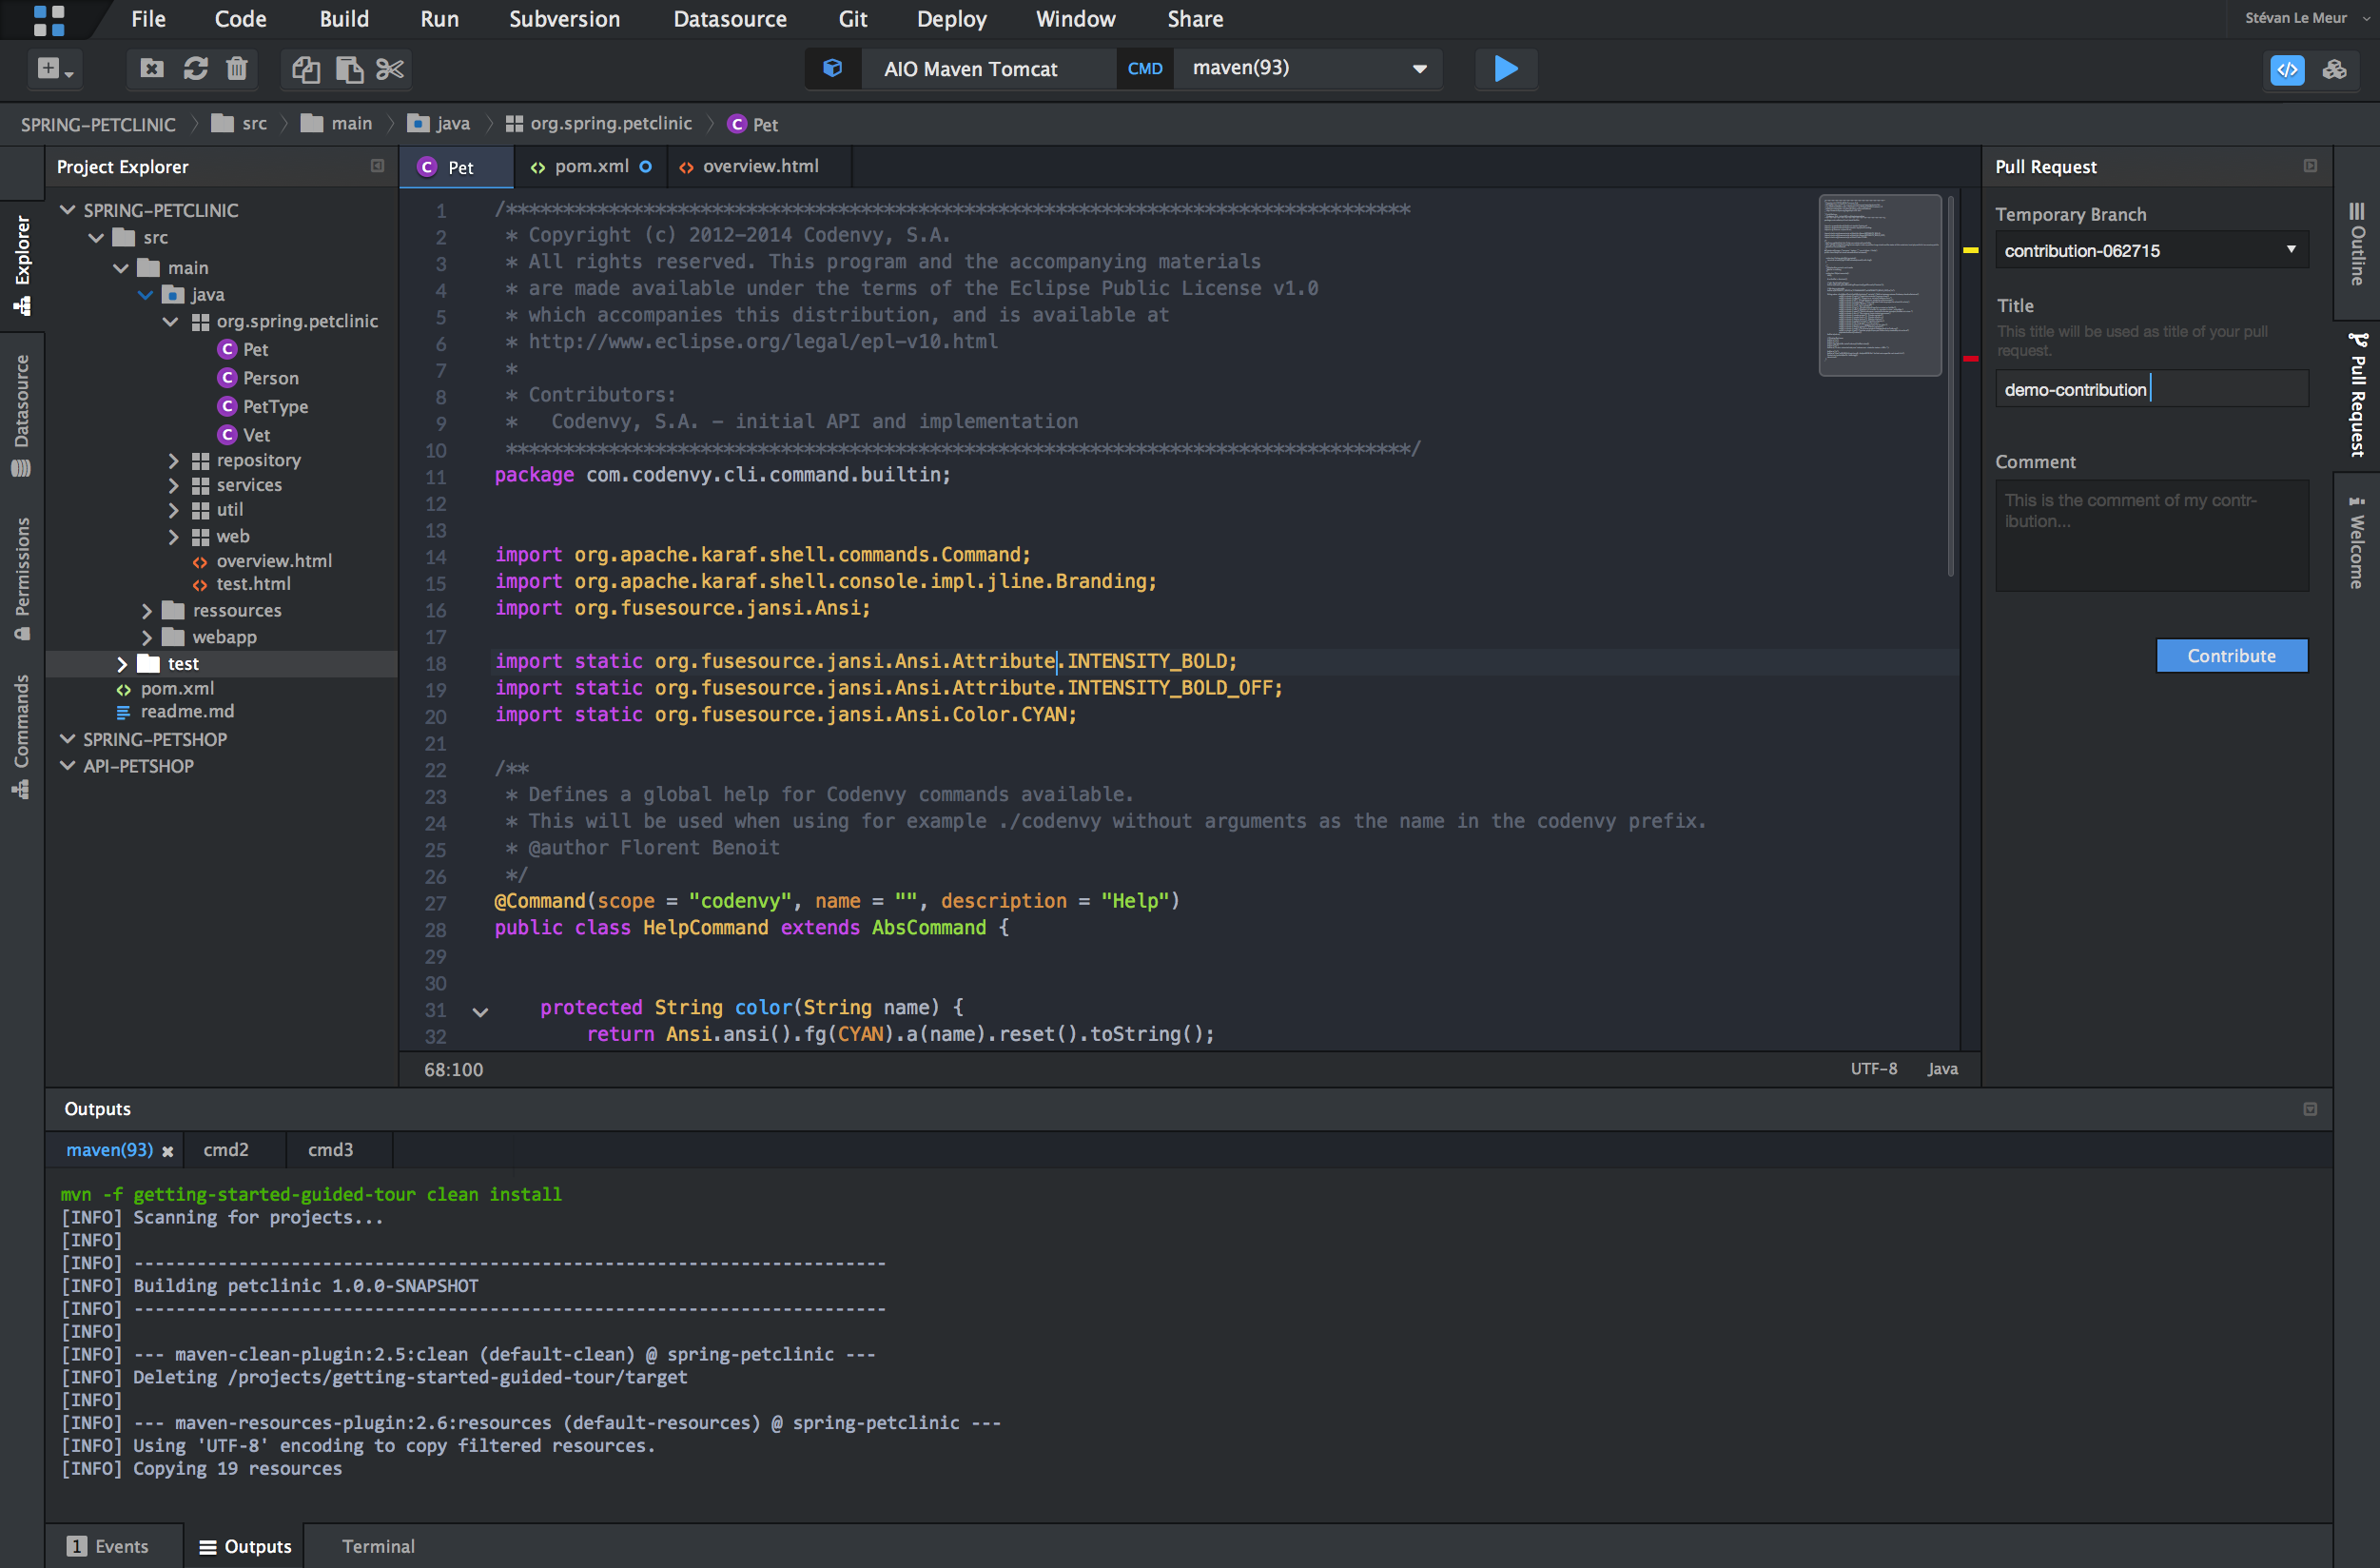 File Code Build Run Subversion Datasource Git Deploy Window Share Stévan Le Meur
AIO Maven Tomcat CMD maven(93)
SPRING-PETCLINIC src main java org.spring.petclinic C Pet
Explorer
Datasource
Permissions
Commands
Project Explorer
SPRING-PETCLINIC
src
main
java
org.spring.petclinic
C Pet
C Person
C PetType
C Vet
repository
services
util
web
overview.html
test.html
ressources
webapp
test
pom.xml
readme.md
SPRING-PETSHOP
API-PETSHOP
C Pet pom.xml overview.html
1 /*******************************************************************************
2 * Copyright (c) 2012-2014 Codenvy, S.A.
3 * All rights reserved. This program and the accompanying materials
4 * are made available under the terms of the Eclipse Public License v1.0
5 * which accompanies this distribution, and is available at
6 * http://www.eclipse.org/legal/epl-v10.html
7 *
8 * Contributors:
9 *   Codenvy, S.A. - initial API and implementation
10 *******************************************************************************/
11 package com.codenvy.cli.command.builtin;
12
13
14 import org.apache.karaf.shell.commands.Command;
15 import org.apache.karaf.shell.console.impl.jline.Branding;
16 import org.fusesource.jansi.Ansi;
17
18 import static org.fusesource.jansi.Ansi.Attribute.INTENSITY_BOLD;
19 import static org.fusesource.jansi.Ansi.Attribute.INTENSITY_BOLD_OFF;
20 import static org.fusesource.jansi.Ansi.Color.CYAN;
21
22 /**
23 * Defines a global help for Codenvy commands available.
24 * This will be used when using for example ./codenvy without arguments as the name in the codenvy prefix.
25 * @author Florent Benoit
26 */
27 @Command(scope = "codenvy", name = "", description = "Help")
28 public class HelpCommand extends AbsCommand {
29
30
31 protected String color(String name) {
32 return Ansi.ansi().fg(CYAN).a(name).reset().toString();
68:100 UTF-8 Java
Pull Request
Temporary Branch
contribution-062715
Title
This title will be used as title of your pull
request.
demo-contribution
Comment
This is the comment of my contr-
ibution...
Contribute
Outline
Pull Request
Welcome
Outputs
maven(93) cmd2 cmd3
mvn -f getting-started-guided-tour clean install
[INFO] Scanning for projects...
[INFO]
[INFO] ------------------------------------------------------------------------
[INFO] Building petclinic 1.0.0-SNAPSHOT
[INFO] ------------------------------------------------------------------------
[INFO]
[INFO] --- maven-clean-plugin:2.5:clean (default-clean) @ spring-petclinic ---
[INFO] Deleting /projects/getting-started-guided-tour/target
[INFO]
[INFO] --- maven-resources-plugin:2.6:resources (default-resources) @ spring-petclinic ---
[INFO] Using 'UTF-8' encoding to copy filtered resources.
[INFO] Copying 19 resources
1 Events Outputs Terminal